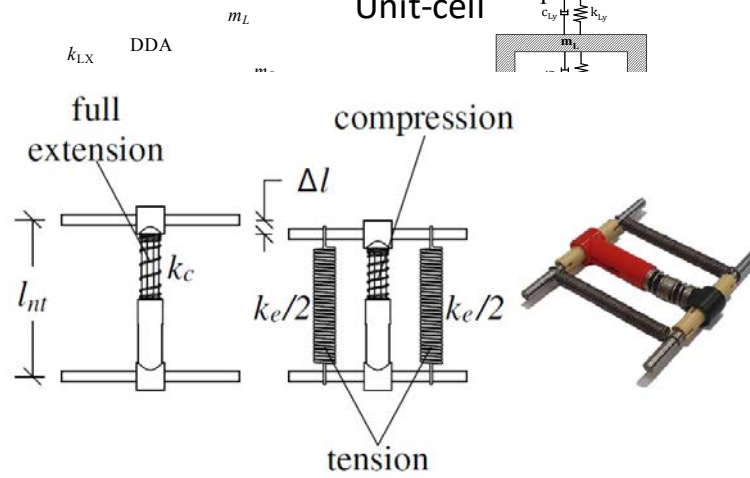 Unit-cell
m_L
DDA
k_LX
c_Ly
k_Ly
m_L
full
extension
compression
Δl
k_c
l_nt
k_e/2
k_e/2
tension